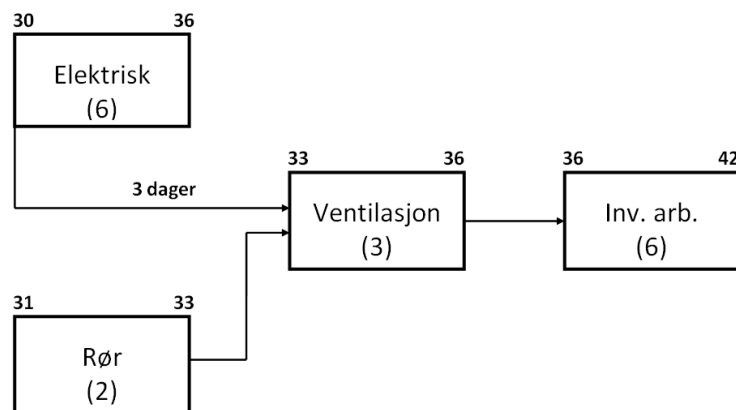 30 36
Elektrisk
(6)
3 dager
33 36
Ventilasjon
(3)
36 42
Inv. arb.
(6)
31 33
Rør
(2)